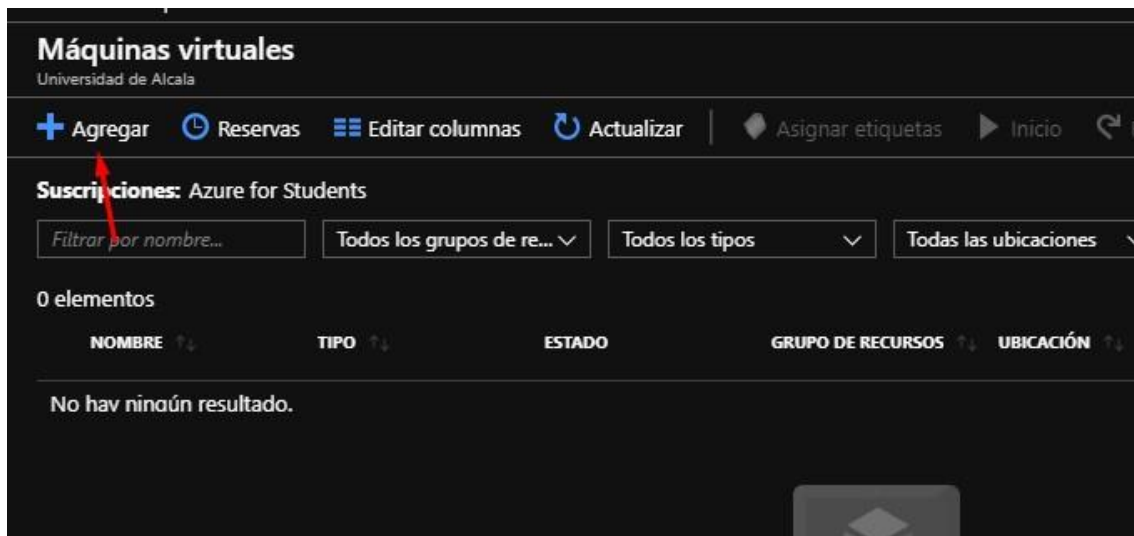 Máquinas virtuales
Universidad de Alcala
Agregar Reservas Editar columnas Actualizar Asignar etiquetas Inicio
Suscripciones: Azure for Students
Filtrar por nombre... Todos los grupos de re... Todos los tipos Todas las ubicaciones
0 elementos
NOMBRE TIPO ESTADO GRUPO DE RECURSOS UBICACIÓN
No hay ningún resultado.